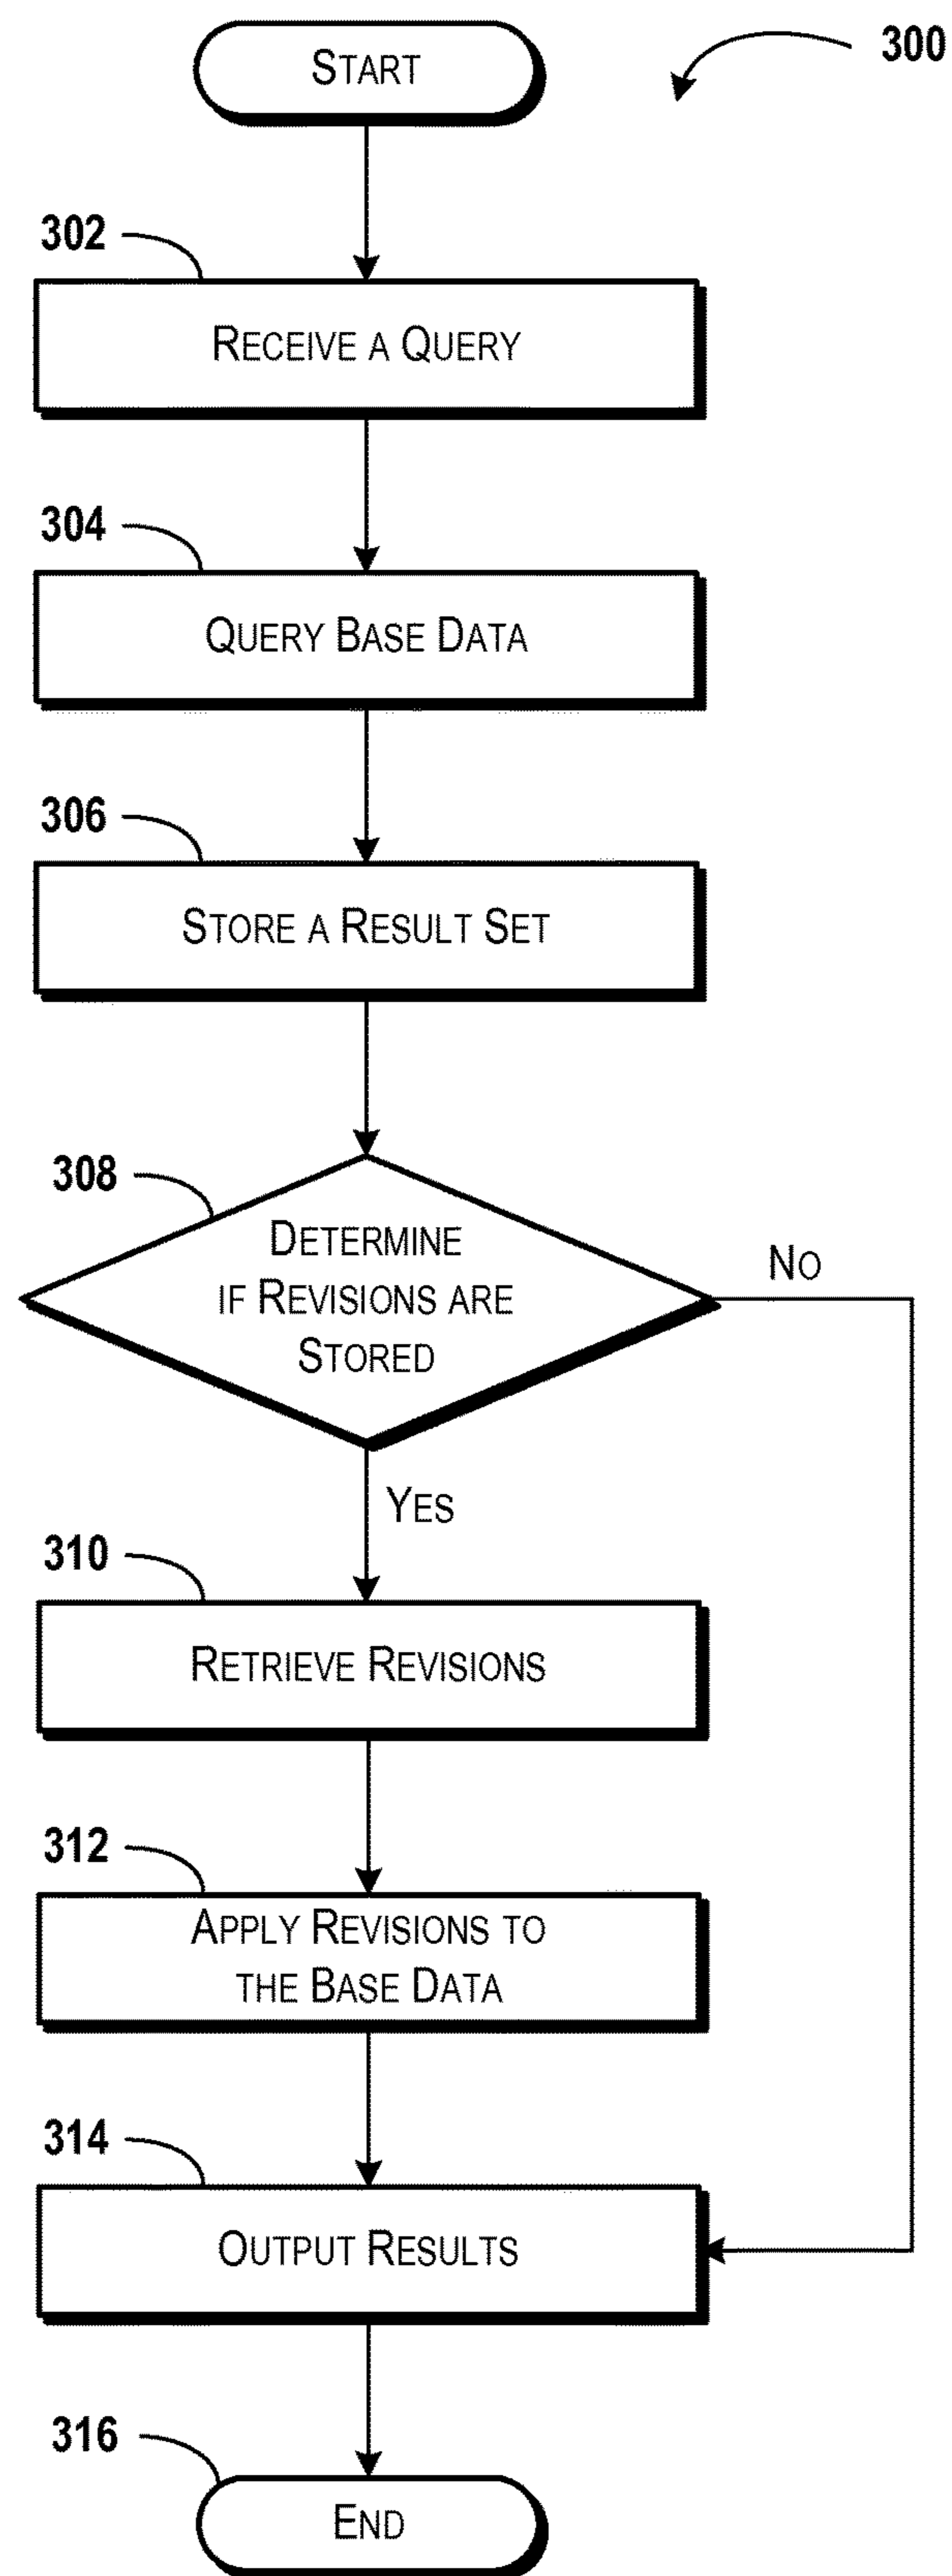 START
300
302
RECEIVE A QUERY
304
QUERY BASE DATA
306
STORE A RESULT SET
308
DETERMINE
IF REVISIONS ARE
STORED
NO
YES
310
RETRIEVE REVISIONS
312
APPLY REVISIONS TO
THE BASE DATA
314
OUTPUT RESULTS
316
END